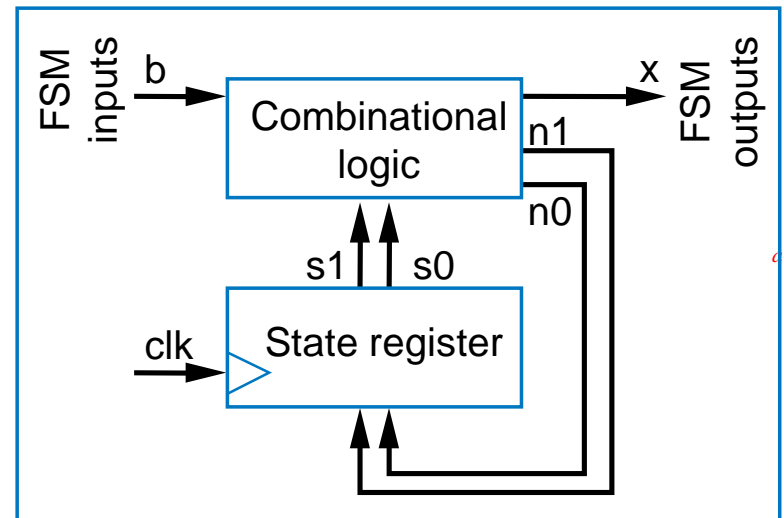 FSM
inputs
b
x
FSM
outputs
Combinational
logic
n1
n0
s1
s0
clk
State register